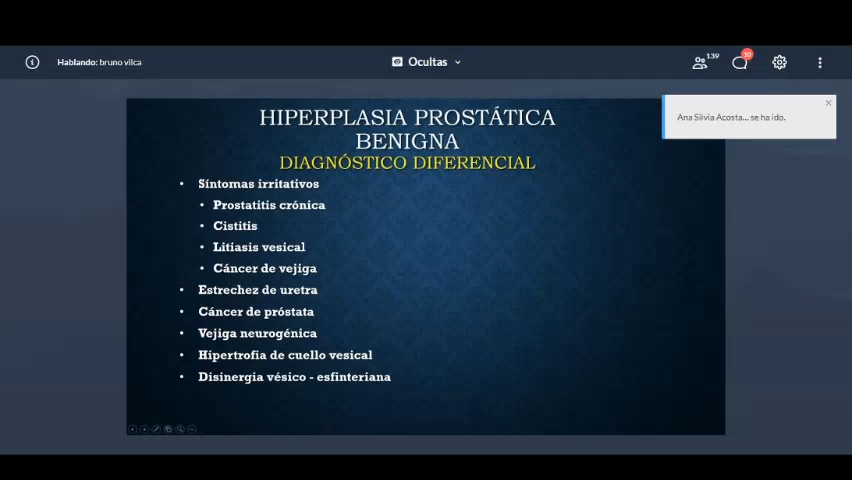 Hablando: bruno vilca
Ocultas
139
10
Ana Silvia Acosta... se ha ido.
HIPERPLASIA PROSTÁTICA
BENIGNA
DIAGNÓSTICO DIFERENCIAL
• Síntomas irritativos
• Prostatitis crónica
• Cistitis
• Litiasis vesical
• Cáncer de vejiga
• Estrechez de uretra
• Cáncer de próstata
• Vejiga neurogénica
• Hipertrofia de cuello vesical
• Disinergia vésico - esfinteriana